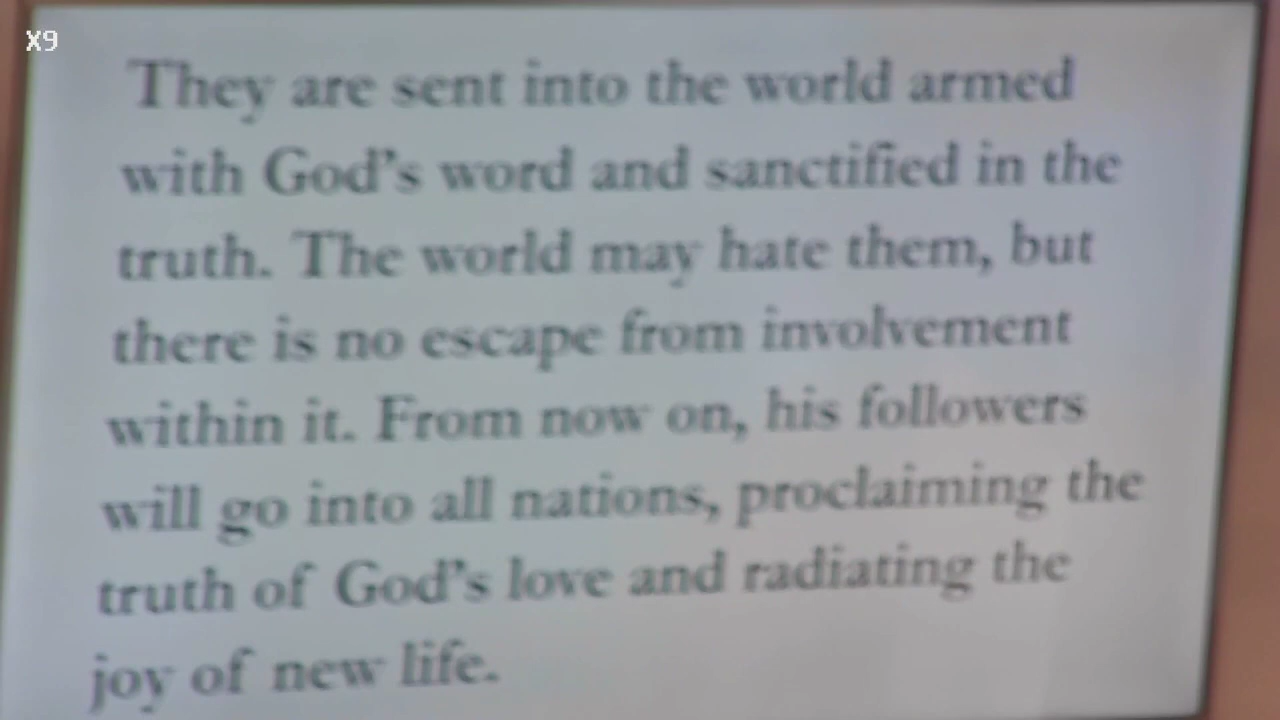 X9
They are sent into the world armed
with God's word and sanctified in the
truth. The world may hate them, but
there is no escape from involvement
within it. From now on, his followers
will go into all nations, proclaiming the
truth of God's love and radiating the
joy of new life.